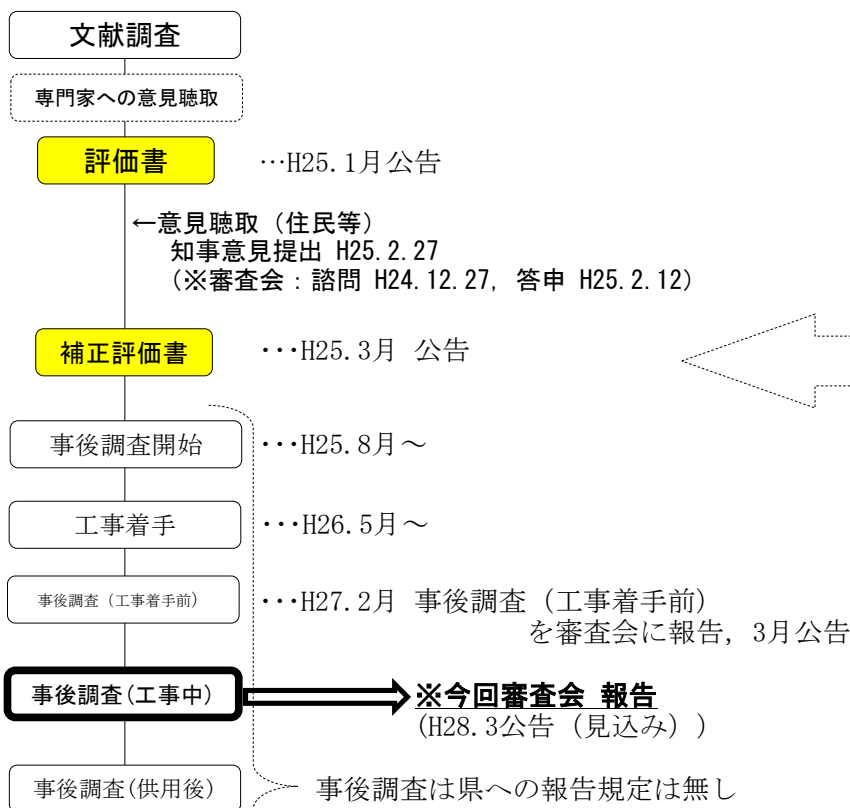 文献調査
専門家への意見聴取
評価書 …H25.1月公告
←意見聴取（住民等）
知事意見提出 H25.2.27
（※審査会：諮問 H24.12.27, 答申 H25.2.12）
補正評価書 ･･･H25.3月 公告
事後調査開始 ･･･H25.8月～
工事着手 ･･･H26.5月～
事後調査（工事着手前） ･･･H27.2月 事後調査（工事着手前）
を審査会に報告，3月公告
事後調査(工事中) ※今回審査会 報告
(H28.3公告（見込み）)
事後調査(供用後) 事後調査は県への報告規定は無し